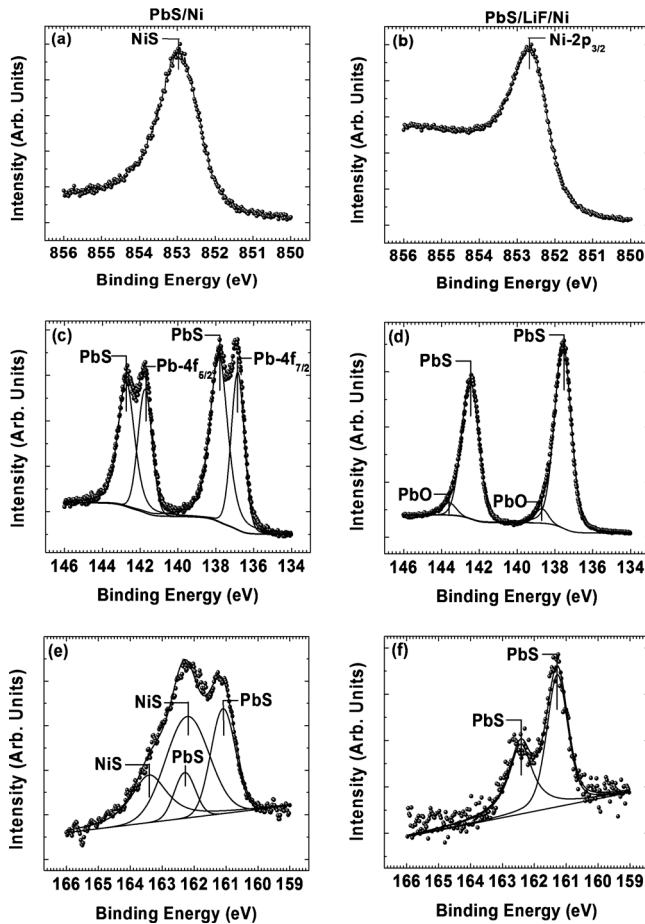 PbS/Ni
PbS/LiF/Ni
(a)
NiS
Intensity (Arb. Units)
856 855 854 853 852 851 850
Binding Energy (eV)
(b)
Ni-2p3/2
Intensity (Arb. Units)
856 855 854 853 852 851 850
Binding Energy (eV)
(c)
PbS
PbS
Pb-4f5/2
Pb-4f7/2
Intensity (Arb. Units)
146 144 142 140 138 136 134
Binding Energy (eV)
(d)
PbS
PbS
PbO
PbO
Intensity (Arb. Units)
146 144 142 140 138 136 134
Binding Energy (eV)
(e)
NiS
PbS
NiS
PbS
Intensity (Arb. Units)
166 165 164 163 162 161 160 159
Binding Energy (eV)
(f)
PbS
PbS
Intensity (Arb. Units)
166 165 164 163 162 161 160 159
Binding Energy (eV)